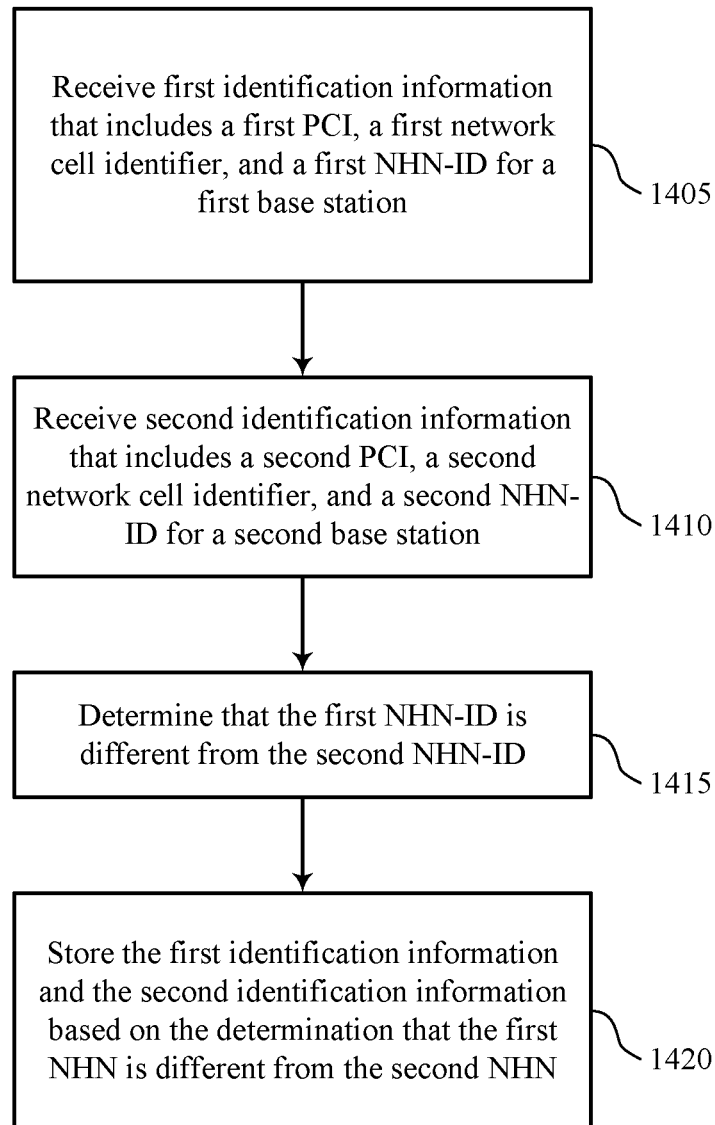 Receive first identification information
that includes a first PCI, a first network
cell identifier, and a first NHN-ID for a
first base station
1405
Receive second identification information
that includes a second PCI, a second
network cell identifier, and a second NHN-
ID for a second base station
1410
Determine that the first NHN-ID is
different from the second NHN-ID
1415
Store the first identification information
and the second identification information
based on the determination that the first
NHN is different from the second NHN
1420